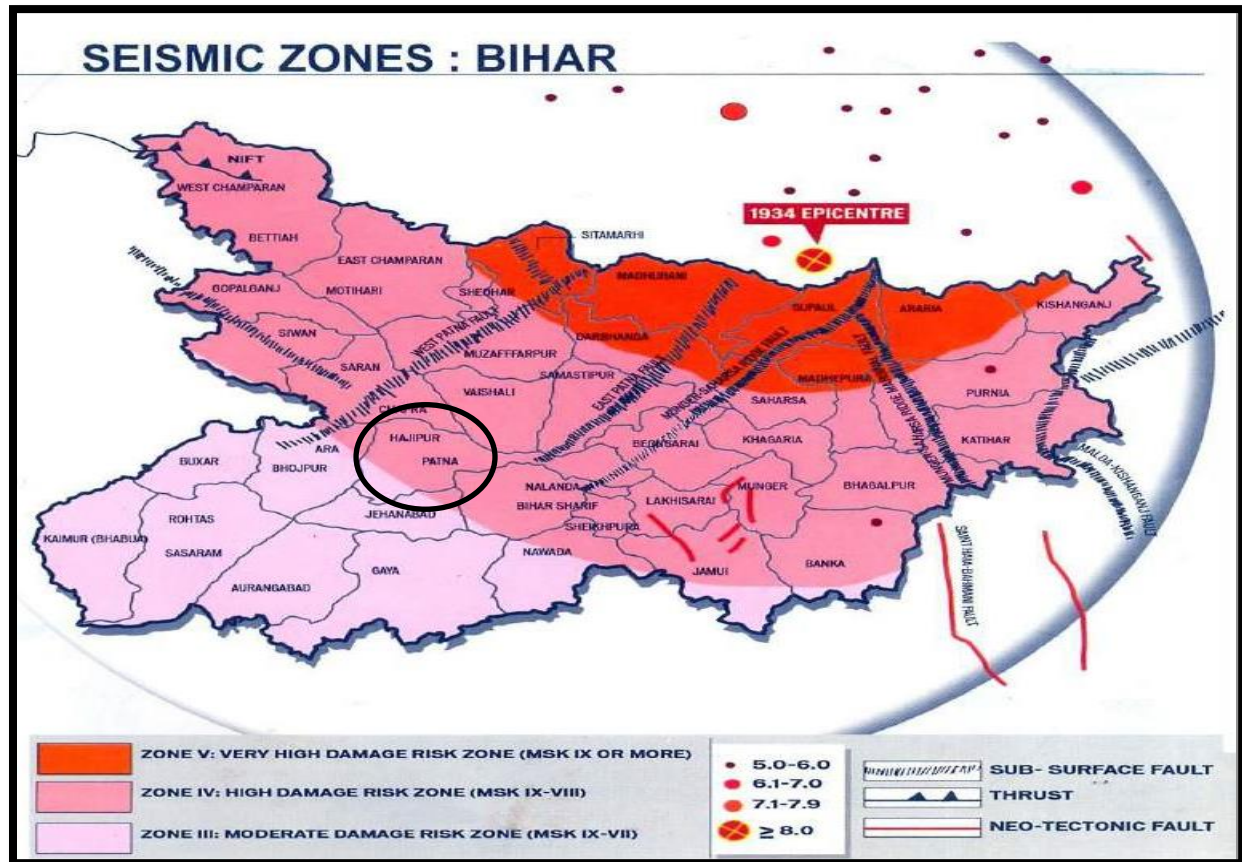 SEISMIC ZONES : BIHAR
NIFT
WEST CHAMPARAN
1934 EPICENTRE
BETTIAH
SITAMARHI
EAST CHAMPARAN
MADHUBANI
GOPALGANJ
MOTIHARI
SHEOHAR
SUPAUL
ARARIA
KISHANGANJ
SIWAN
WEST PATNA FAULT
DARBHANGA
MUZAFFFARPUR
SARAN
SAMASTIPUR
EAST PATNA FAULT
MADHEPURA
VAISHALI
SAHARSA
PURNIA
HAJIPUR
ARA
BEGUSARAI
KHAGARIA
KATIHAR
MALDA-KISHANGANJ FAULT
BUXAR
BHOJPUR
PATNA
NALANDA
MUNGER
BHAGALPUR
LAKHISARAI
BIHAR SHARIF
JEHANABAD
ROHTAS
SHEIKHPURA
KAIMUR (BHABUA)
SASARAM
GAYA
NAWADA
JAMUI
BANKA
AURANGABAD
ZONE V: VERY HIGH DAMAGE RISK ZONE (MSK IX OR MORE)
ZONE IV: HIGH DAMAGE RISK ZONE (MSK IX-VIII)
ZONE III: MODERATE DAMAGE RISK ZONE (MSK IX-VII)
5.0-6.0
6.1-7.0
7.1-7.9
≥ 8.0
SUB- SURFACE FAULT
THRUST
NEO-TECTONIC FAULT